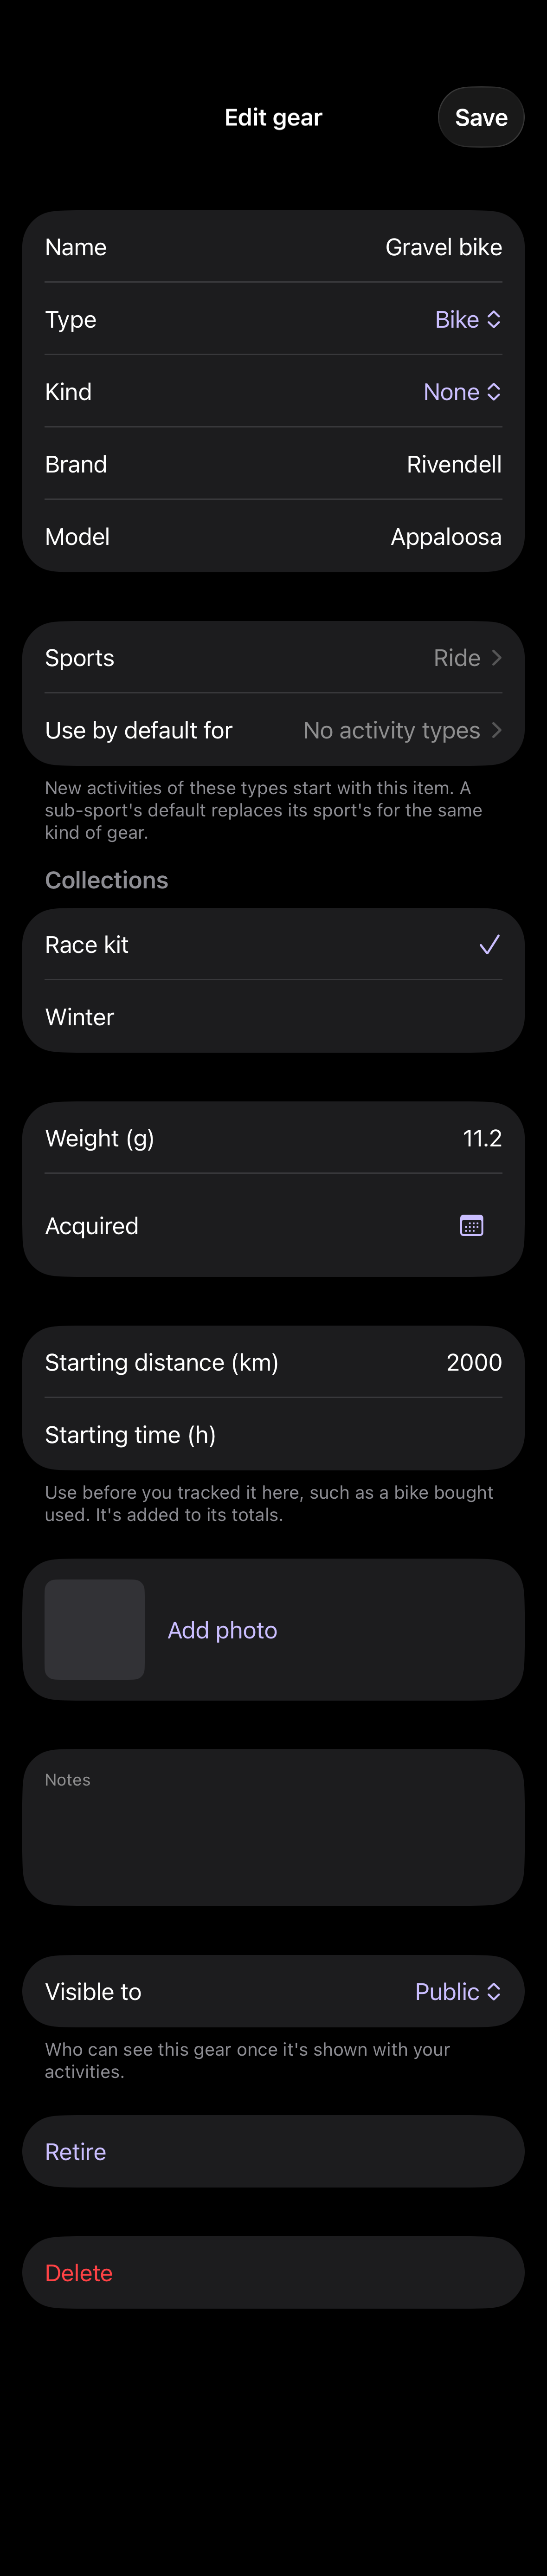 Edit gear
Save
Name Gravel bike
Type Bike
Kind None
Brand Rivendell
Model Appaloosa
Sports Ride
Use by default for No activity types
New activities of these types start with this item. A
sub-sport's default replaces its sport's for the same
kind of gear.
Collections
Race kit
Winter
Weight (g) 11.2
Acquired
Starting distance (km) 2000
Starting time (h)
Use before you tracked it here, such as a bike bought
used. It's added to its totals.
Add photo
Notes
Visible to Public
Who can see this gear once it's shown with your
activities.
Retire
Delete